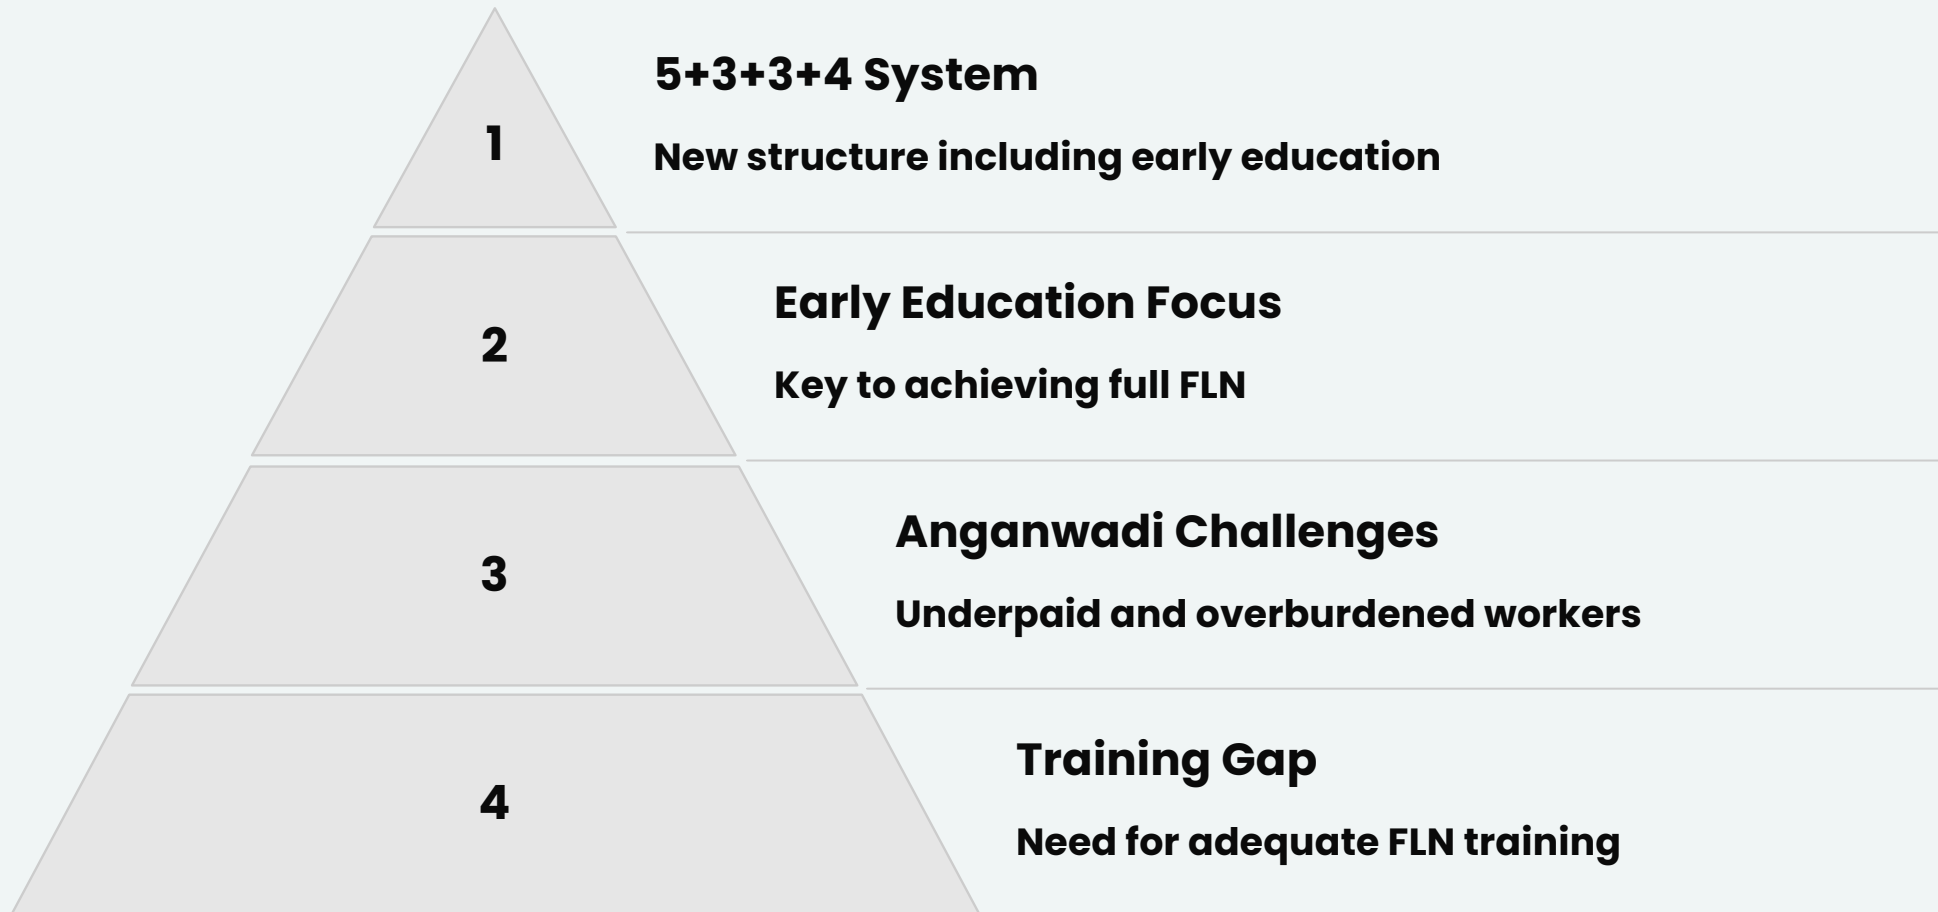 1
5+3+3+4 System
New structure including early education
2
Early Education Focus
Key to achieving full FLN
3
Anganwadi Challenges
Underpaid and overburdened workers
4
Training Gap
Need for adequate FLN training